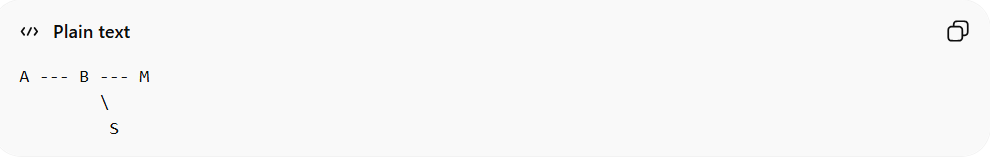 Plain text
A --- B --- M
        \
         S